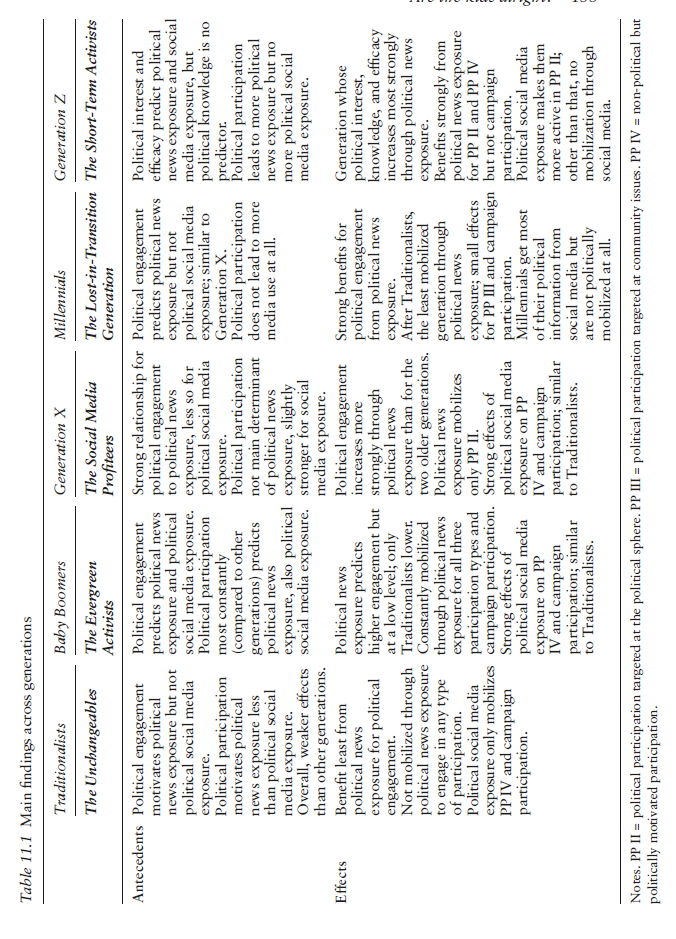 Table 11.1 Main findings across generations
Traditionalists
Baby Boomers
Generation X
Millennials
Generation Z
The Unchangeables
The Evergreen
Activists
The Social Media
Profiteers
The Lost-in-Transition
Generation
The Short-Term Activists
Antecedents
Political engagement
motivates political
news exposure but not
political social media
exposure.
Political participation
motivates political
news exposure less
than political social
media exposure.
Overall, weaker effects
than other generations.
Political engagement
predicts political news
exposure and political
social media exposure.
Political participation
most constantly
(compared to other
generations) predicts
political news
exposure, also political
social media exposure.
Strong relationship for
political engagement
to political news
exposure, less so for
political social media
exposure.
Political participation
not main determinant
of political news
exposure, slightly
stronger for social
media exposure.
Political engagement
predicts political news
exposure but not
political social media
exposure; similar to
Generation X.
Political participation
does not lead to more
media use at all.
Political interest and
efficacy predict political
news exposure and social
media exposure, but
political knowledge is no
predictor.
Political participation
leads to more political
news exposure but no
more political social
media exposure.
Effects
Benefit least from
political news
exposure for political
engagement.
Not mobilized through
political news exposure
to engage in any type
of participation.
Political social media
exposure only mobilizes
PP IV and campaign
participation.
Political news
exposure predicts
higher engagement but
at a low level; only
Traditionalists lower.
Constantly mobilized
through political news
exposure for all three
participation types and
campaign participation.
Strong effects of
political social media
exposure on PP
IV and campaign
participation; similar
to Traditionalists.
Political engagement
increases more
strongly through
political news
exposure than for the
two older generations.
Political news
exposure mobilizes
only PP II.
Strong effects of
political social media
exposure on PP
IV and campaign
participation; similar
to Traditionalists.
Strong benefits for
political engagement
from political news
exposure.
After Traditionalists,
the least mobilized
generation through
political news
exposure; small effects
for PP III and campaign
participation.
Millennials get most
of their political
information from
social media but
are not politically
mobilized at all.
Generation whose
political interest,
knowledge, and efficacy
increases most strongly
through political news
exposure.
Benefits strongly from
political news exposure
for PP II and PP IV
but not campaign
participation.
Political social media
exposure makes them
more active in PP II;
other than that, no
mobilization through
social media.
Notes. PP II = political participation targeted at the political sphere. PP III = political participation targeted at community issues. PP IV = non-political but
politically motivated participation.